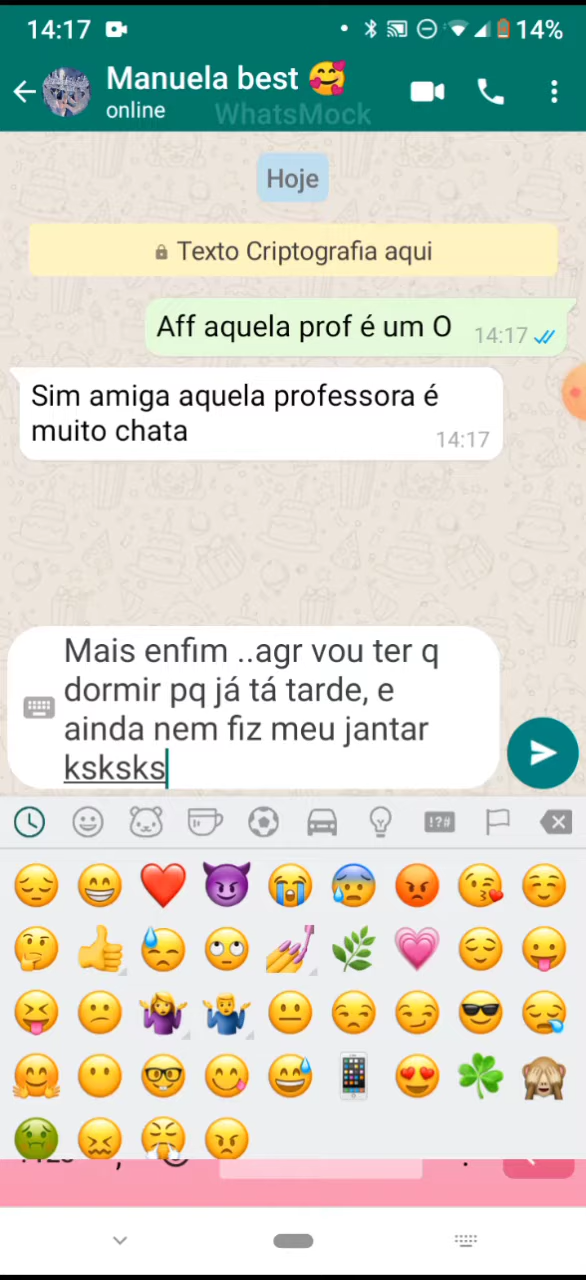 14:17 14%
Manuela best 🥰
online WhatsMock
Hoje
Texto Criptografia aqui
Aff aquela prof é um O 14:17
Sim amiga aquela professora é
muito chata 14:17
Mais enfim ..agr vou ter q
dormir pq já tá tarde, e
ainda nem fiz meu jantar
ksksks
!?#